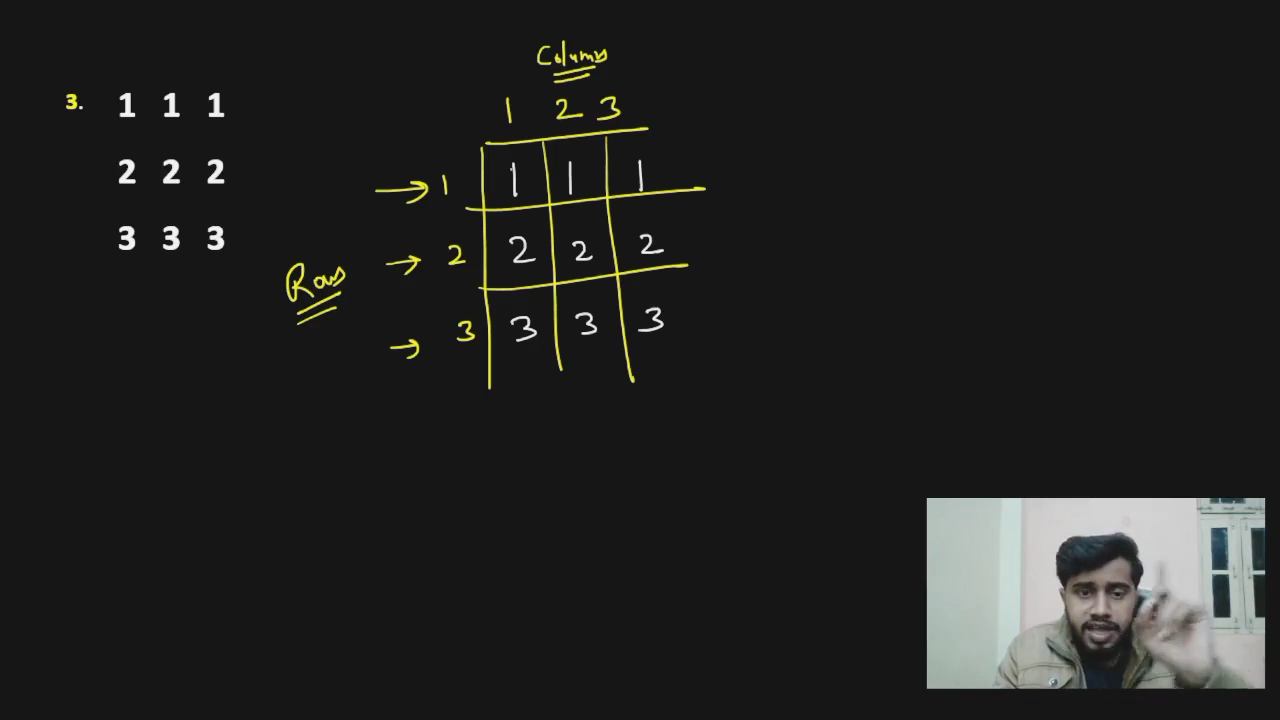 3. 1 1 1
2 2 2
3 3 3
Columns
1 2 3
1 1 1 1
2 2 2 2
3 3 3 3
Rows